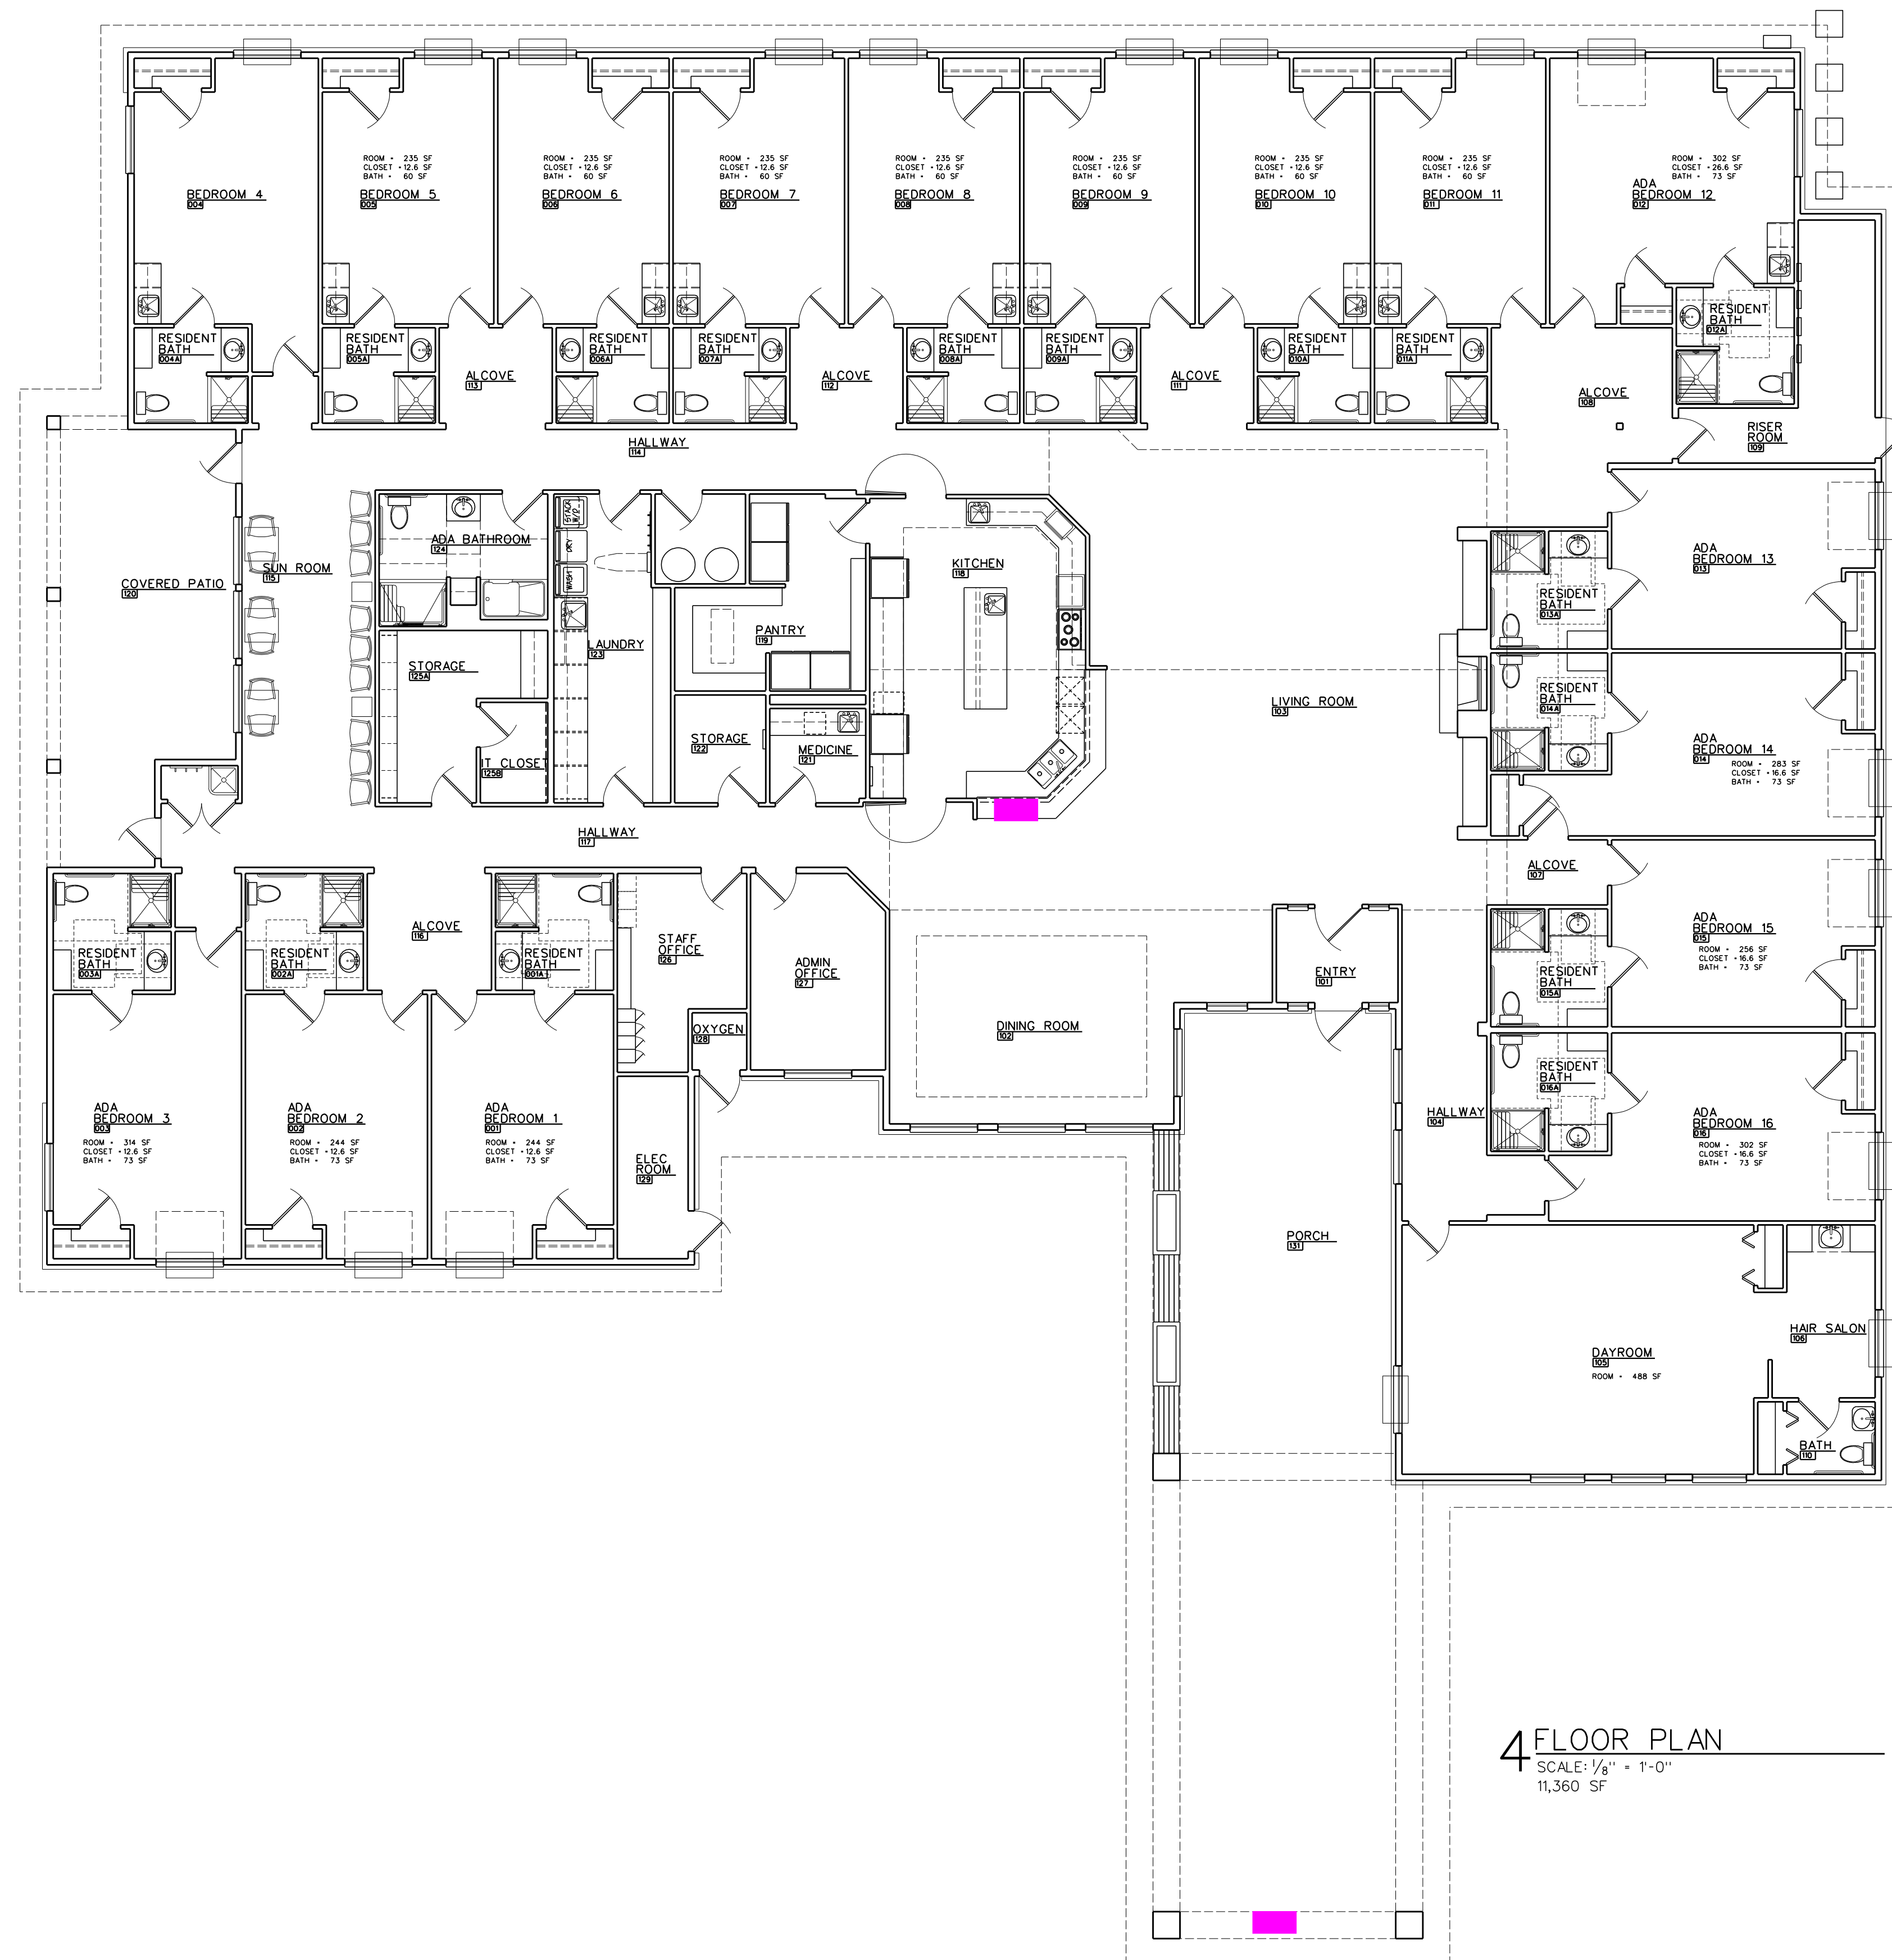 ROOM = 235 SF
CLOSET = 12.6 SF
BATH = 60 SF
ROOM = 235 SF
CLOSET = 12.6 SF
BATH = 60 SF
ROOM = 235 SF
CLOSET = 12.6 SF
BATH = 60 SF
ROOM = 235 SF
CLOSET = 12.6 SF
BATH = 60 SF
ROOM = 235 SF
CLOSET = 12.6 SF
BATH = 60 SF
ROOM = 235 SF
CLOSET = 12.6 SF
BATH = 60 SF
ROOM = 235 SF
CLOSET = 12.6 SF
BATH = 60 SF
ROOM = 302 SF
CLOSET = 26.6 SF
BATH = 73 SF
BEDROOM 4
004
BEDROOM 5
005
BEDROOM 6
006
BEDROOM 7
007
BEDROOM 8
008
BEDROOM 9
009
BEDROOM 10
010
BEDROOM 11
011
ADA
BEDROOM 12
012
RESIDENT
BATH
004A
RESIDENT
BATH
005A
RESIDENT
BATH
006A
RESIDENT
BATH
007A
RESIDENT
BATH
008A
RESIDENT
BATH
009A
RESIDENT
BATH
010A
RESIDENT
BATH
011A
RESIDENT
BATH
012A
ALCOVE
113
ALCOVE
112
ALCOVE
111
ALCOVE
108
HALLWAY
114
RISER
ROOM
109
COVERED PATIO
120
SUN ROOM
115
ADA BATHROOM
124
STACK
W/D
DRY
WASH
LAUNDRY
123
STORAGE
125A
IT CLOSET
125B
PANTRY
119
STORAGE
122
MEDICINE
121
KITCHEN
118
LIVING ROOM
103
ADA
BEDROOM 13
013
RESIDENT
BATH
013A
RESIDENT
BATH
014A
ADA
BEDROOM 14
014
ROOM = 283 SF
CLOSET = 16.6 SF
BATH = 73 SF
HALLWAY
117
ALCOVE
107
RESIDENT
BATH
003A
RESIDENT
BATH
002A
ALCOVE
116
RESIDENT
BATH
001A
STAFF
OFFICE
126
ADMIN
OFFICE
127
OXYGEN
128
DINING ROOM
102
ENTRY
101
RESIDENT
BATH
015A
ADA
BEDROOM 15
015
ROOM = 256 SF
CLOSET = 16.6 SF
BATH = 73 SF
ADA
BEDROOM 3
003
ROOM = 314 SF
CLOSET = 12.6 SF
BATH = 73 SF
ADA
BEDROOM 2
002
ROOM = 244 SF
CLOSET = 12.6 SF
BATH = 73 SF
ADA
BEDROOM 1
001
ROOM = 244 SF
CLOSET = 12.6 SF
BATH = 73 SF
ELEC
ROOM
129
HALLWAY
104
RESIDENT
BATH
016A
ADA
BEDROOM 16
016
ROOM = 302 SF
CLOSET = 16.6 SF
BATH = 73 SF
PORCH
131
DAYROOM
105
ROOM = 488 SF
HAIR SALON
106
BATH
110
4 FLOOR PLAN
SCALE: 1/8" = 1'-0"
11,360 SF